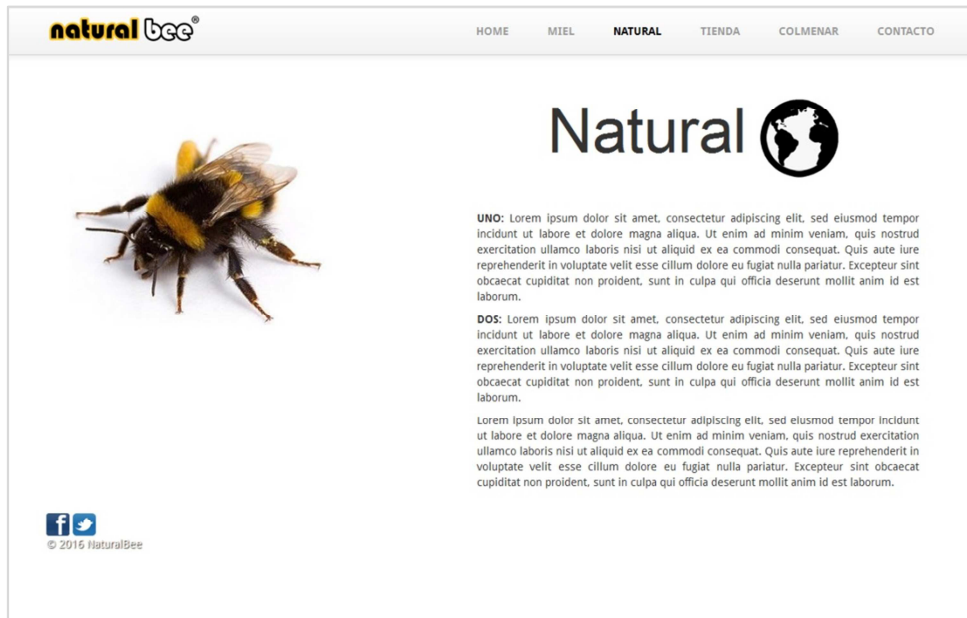 natural bee®
HOME MIEL NATURAL TIENDA COLMENAR CONTACTO
Natural
UNO: Lorem ipsum dolor sit amet, consectetur adipiscing elit, sed eiusmod tempor
incidunt ut labore et dolore magna aliqua. Ut enim ad minim veniam, quis nostrud
exercitation ullamco laboris nisi ut aliquid ex ea commodi consequat. Quis aute iure
reprehenderit in voluptate velit esse cillum dolore eu fugiat nulla pariatur. Excepteur sint
obcaecat cupiditat non proident, sunt in culpa qui officia deserunt mollit anim id est
laborum.
DOS: Lorem ipsum dolor sit amet, consectetur adipiscing elit, sed eiusmod tempor
incidunt ut labore et dolore magna aliqua. Ut enim ad minim veniam, quis nostrud
exercitation ullamco laboris nisi ut aliquid ex ea commodi consequat. Quis aute iure
reprehenderit in voluptate velit esse cillum dolore eu fugiat nulla pariatur. Excepteur sint
obcaecat cupiditat non proident, sunt in culpa qui officia deserunt mollit anim id est
laborum.
Lorem ipsum dolor sit amet, consectetur adipiscing elit, sed eiusmod tempor incidunt
ut labore et dolore magna aliqua. Ut enim ad minim veniam, quis nostrud exercitation
ullamco laboris nisi ut aliquid ex ea commodi consequat. Quis aute iure reprehenderit in
voluptate velit esse cillum dolore eu fugiat nulla pariatur. Excepteur sint obcaecat
cupiditat non proident, sunt in culpa qui officia deserunt mollit anim id est laborum.
© 2016 NaturalBee